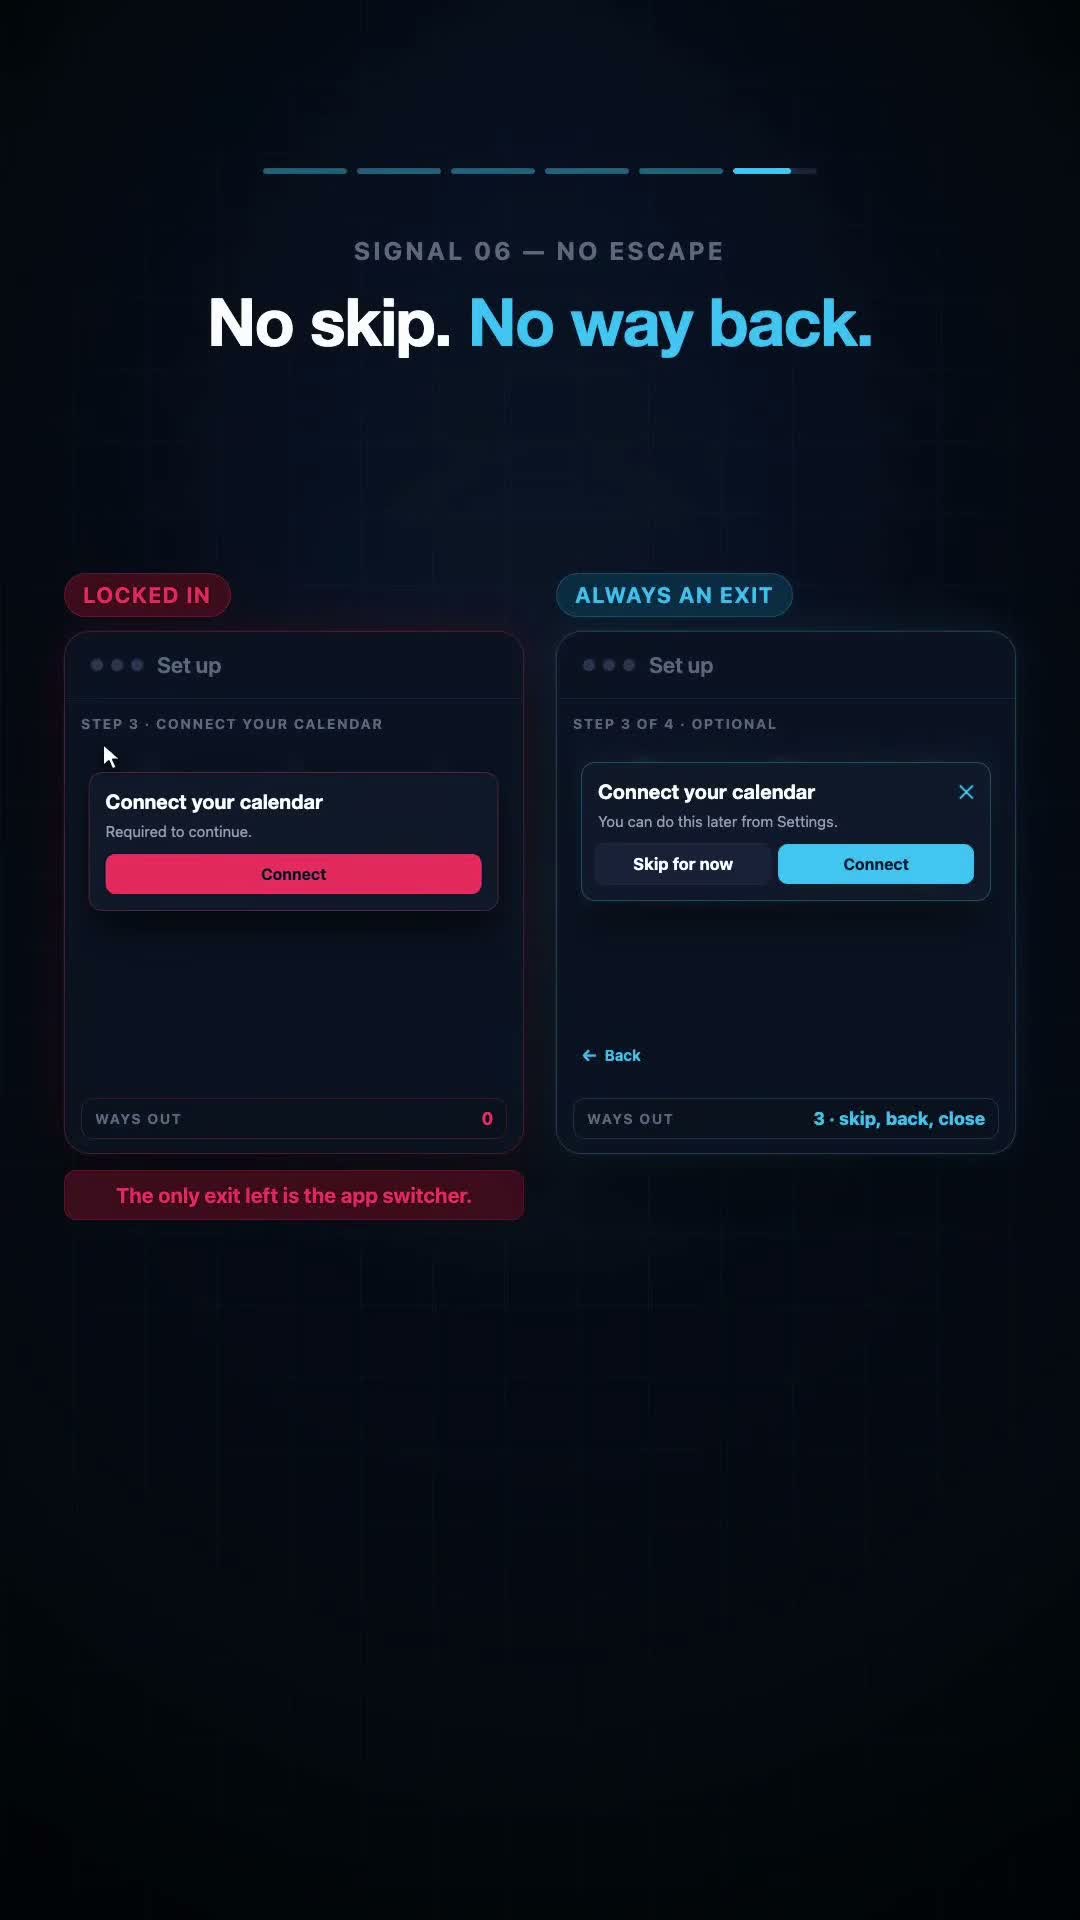 SIGNAL 06 — NO ESCAPE
No skip. No way back.
LOCKED IN
Set up
STEP 3 · CONNECT YOUR CALENDAR
Connect your calendar
Required to continue.
Connect
WAYS OUT 0
The only exit left is the app switcher.
ALWAYS AN EXIT
Set up
STEP 3 OF 4 · OPTIONAL
Connect your calendar
You can do this later from Settings.
Skip for now Connect
← Back
WAYS OUT 3 · skip, back, close